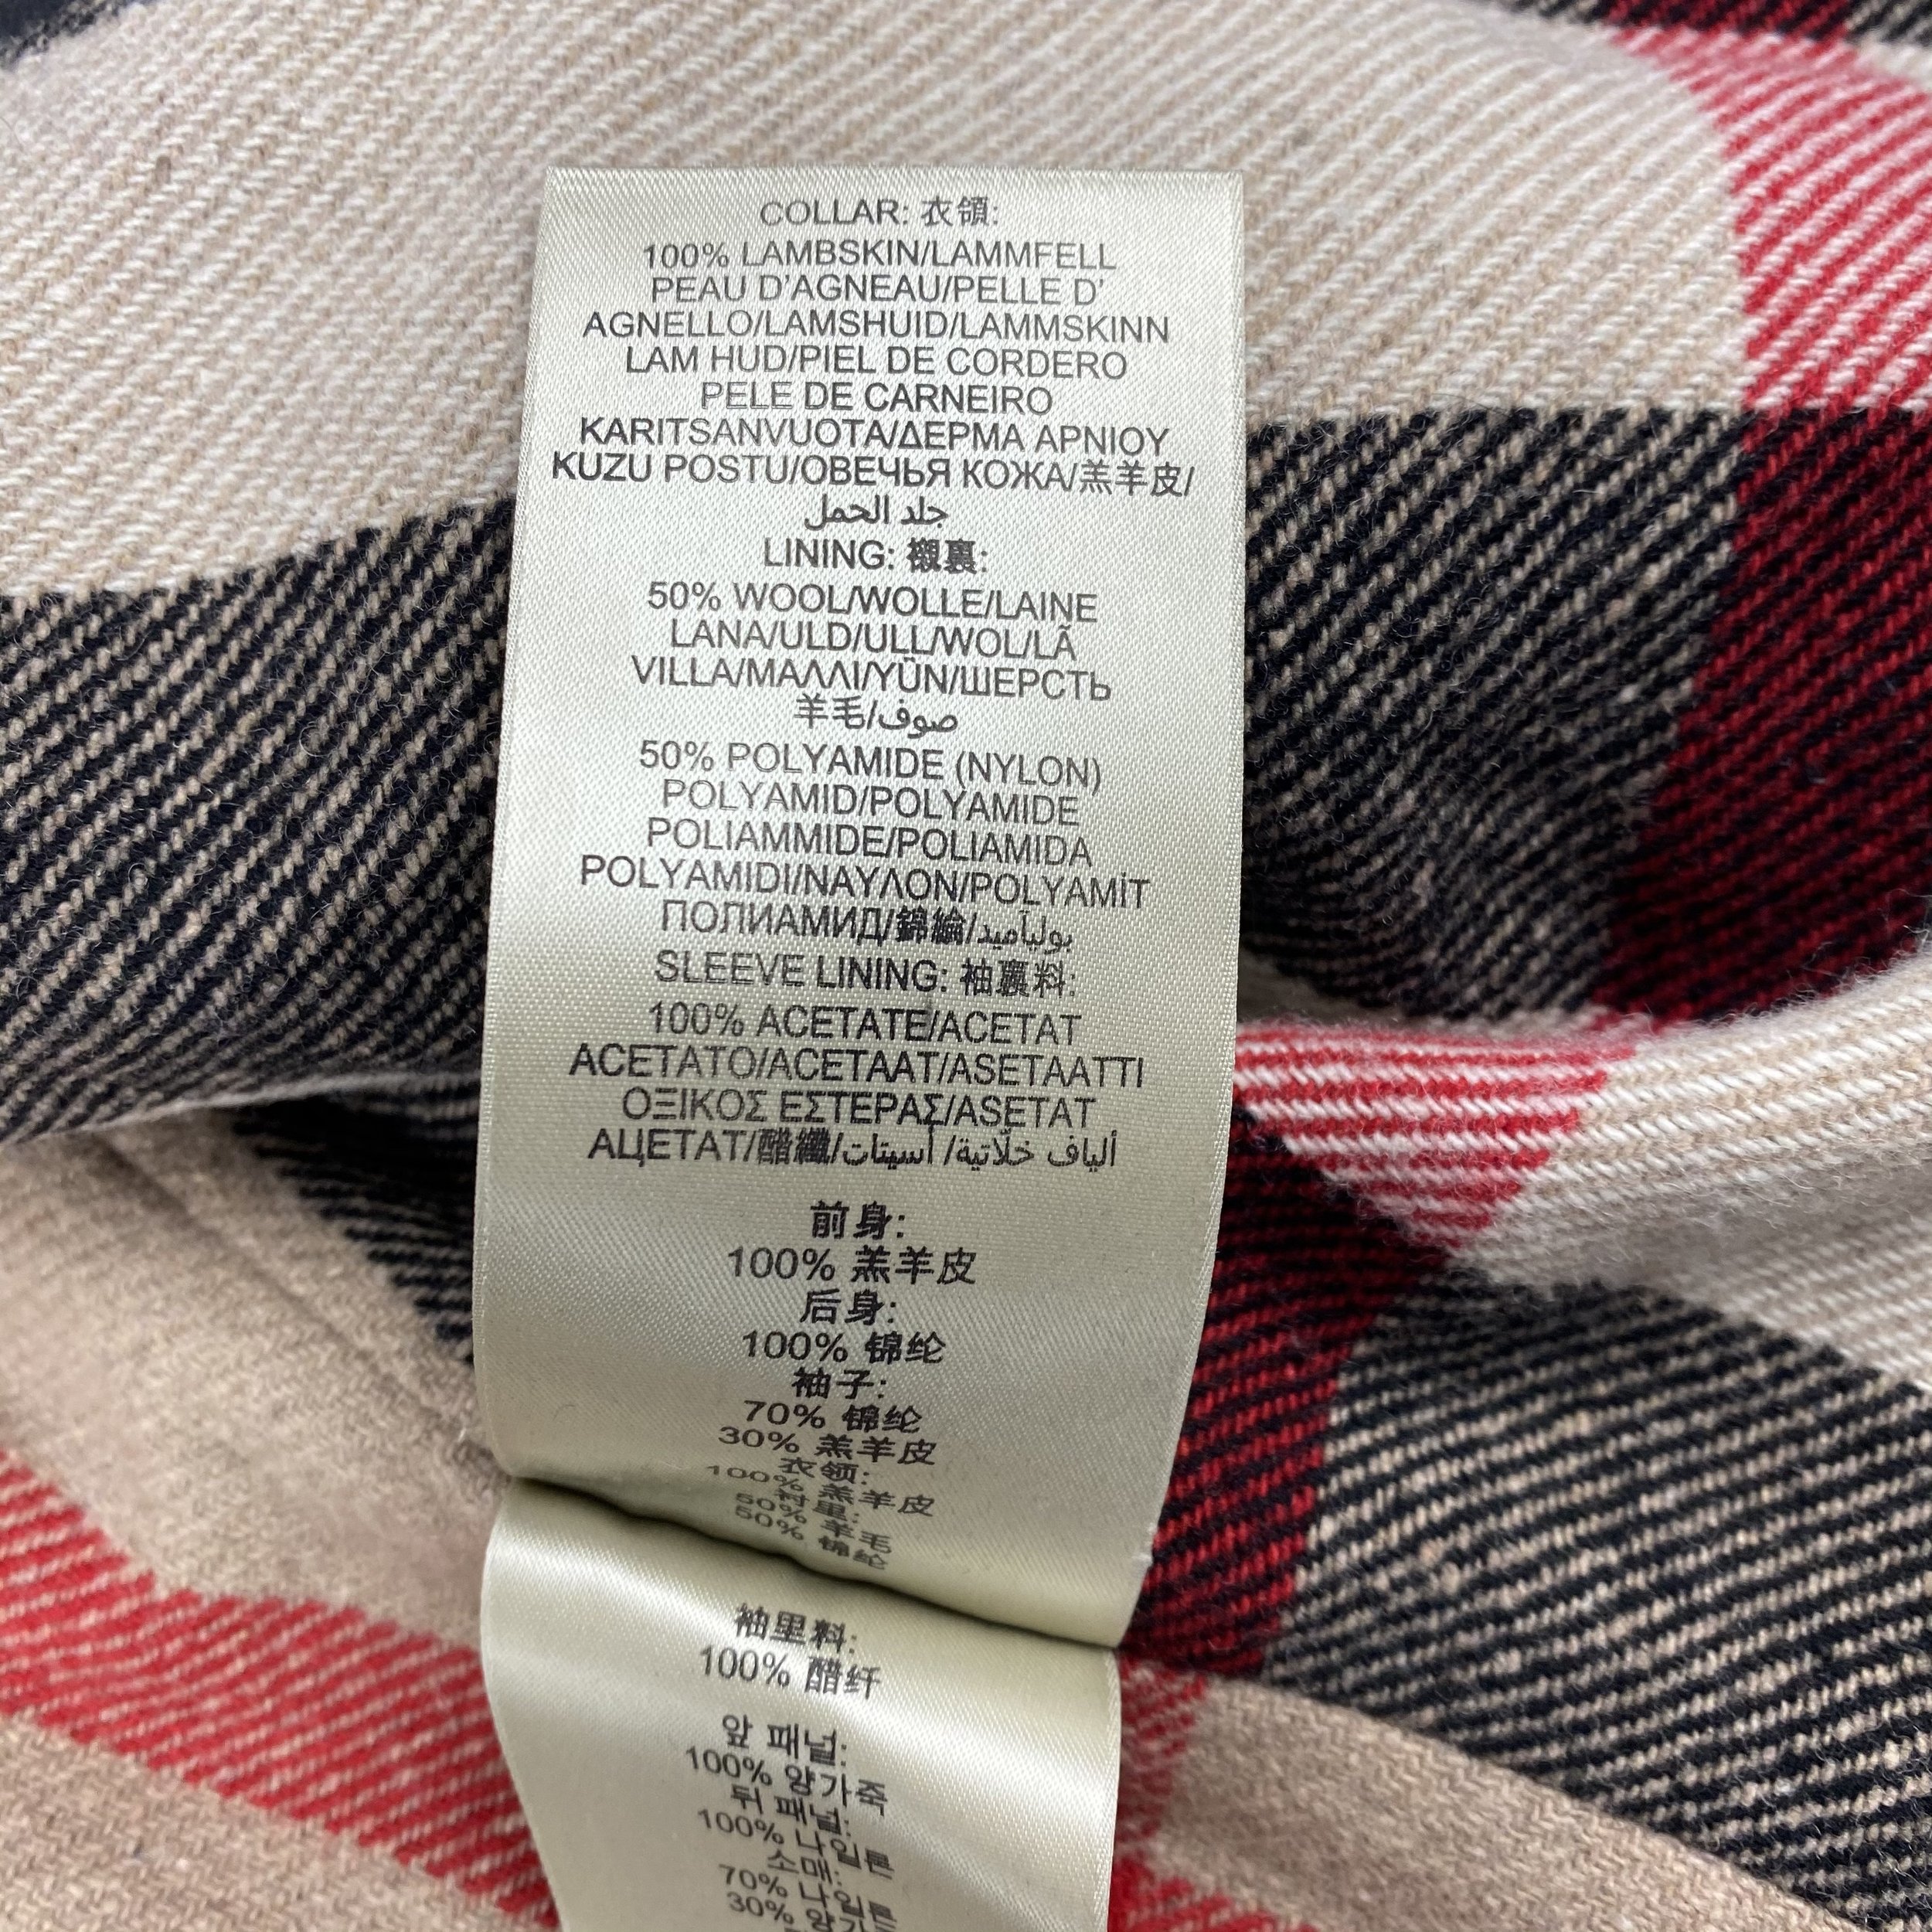 COLLAR: 衣領:
100% LAMBSKIN/LAMMFELL
PEAU D'AGNEAU/PELLE D'
AGNELLO/LAMSHUID/LAMMSKINN
LAM HUD/PIEL DE CORDERO
PELE DE CARNEIRO
KARITSANVUOTA/ΔΕΡΜΑ ΑΡΝΙΟΥ
KUZU POSTU/ОВЕЧЬЯ КОЖА/羔羊皮/
جلد الحمل
LINING: 襯裏:
50% WOOL/WOLLE/LAINE
LANA/ULD/ULL/WOL/LÃ
VILLA/ΜΑΛΛΙ/YÜN/ШЕРСТЬ
羊毛/صوف
50% POLYAMIDE (NYLON)
POLYAMID/POLYAMIDE
POLIAMMIDE/POLIAMIDA
POLYAMIDI/ΝΑΥΛΟΝ/POLYAMİT
ПОЛИАМИД/錦綸/بوليآميد
SLEEVE LINING: 袖裏料:
100% ACETATE/ACETAT
ACETATO/ACETAAT/ASETAATTI
ΟΞΙΚΟΣ ΕΣΤΕΡΑΣ/ASETAT
АЦЕТАТ/醋纖/ألياف خلّاتية/ أسيتات
前身:
100% 羔羊皮
后身:
100% 锦纶
袖子:
70% 锦纶
30% 羔羊皮
衣领:
100% 羔羊皮
衬里:
50% 羊毛
50% 锦纶
袖里料:
100% 醋纤
앞 패널:
100% 양가죽
뒤 패널:
100% 나일론
소매:
70% 나일론
30%